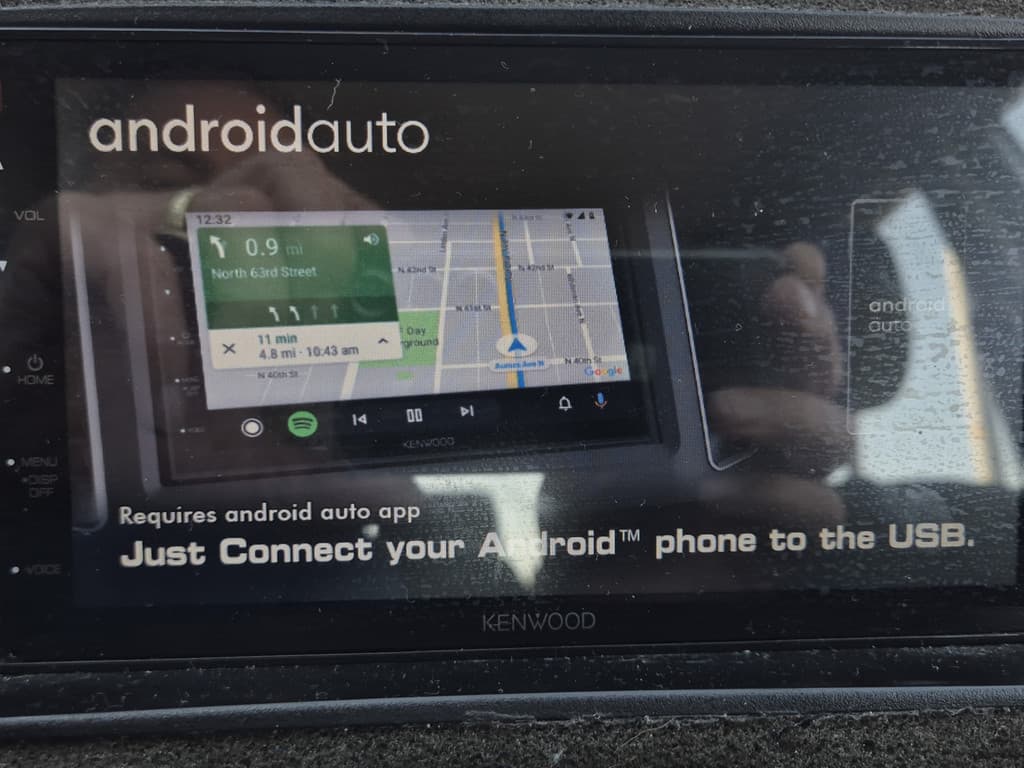 androidauto
VOL
12:32
0.9 mi
North 63rd Street
11 min
4.8 mi · 10:43 am
N 42nd St
N 42nd St
N 41st St
Day
N 40th St
N 40th St
Google
KENWOOD
android
auto
HOME
MENU
DISP
OFF
VOICE
Requires android auto app
Just Connect your Android™ phone to the USB.
KENWOOD